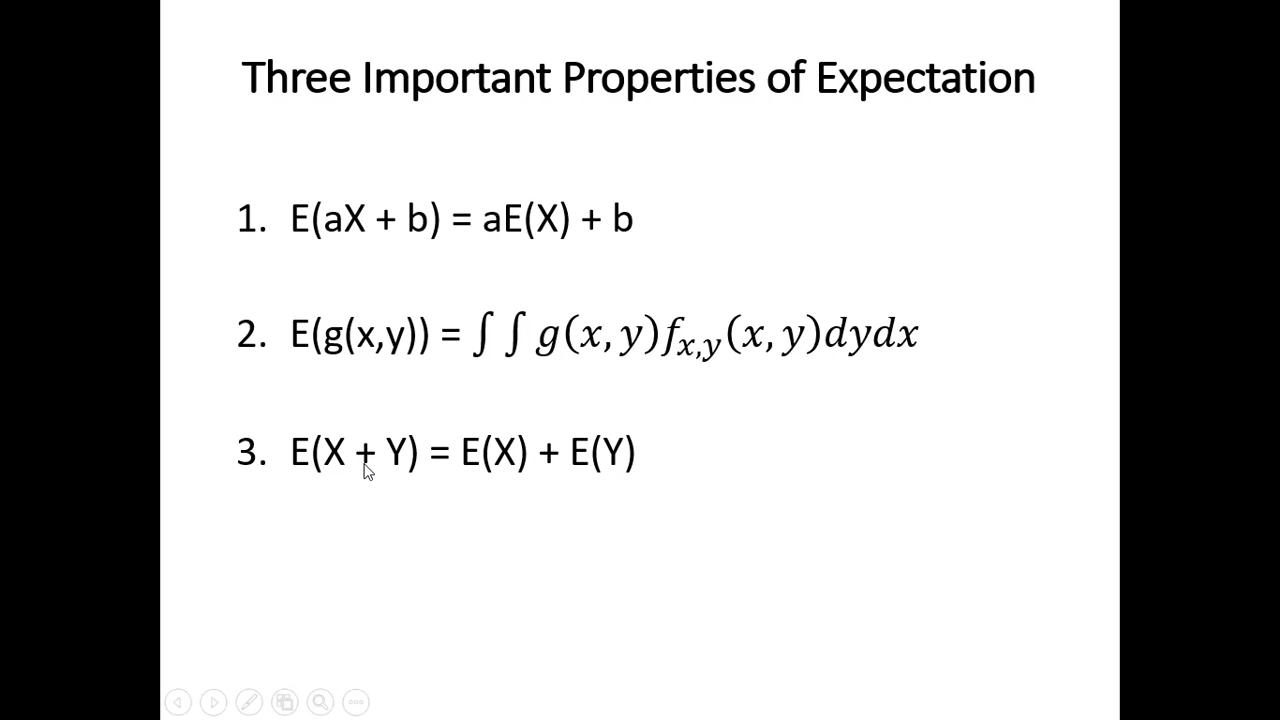 Three Important Properties of Expectation
1. E(aX + b) = aE(X) + b
2. E(g(x,y)) = ∫ ∫ g(x, y)f_{x,y}(x, y)dydx
3. E(X + Y) = E(X) + E(Y)